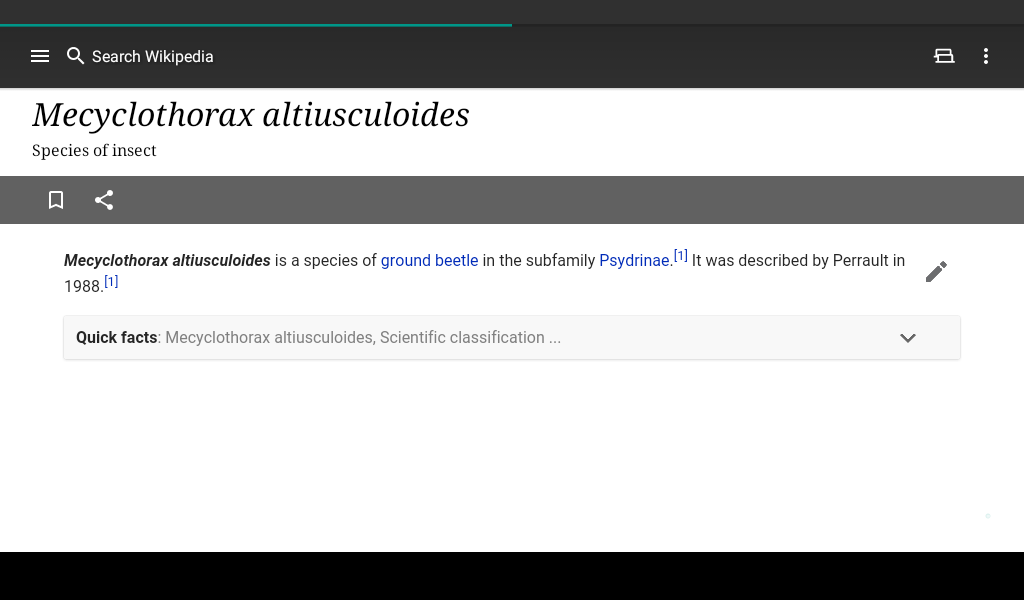 Search Wikipedia
Mecyclothorax altiusculoides
Species of insect
Mecyclothorax altiusculoides is a species of ground beetle in the subfamily Psydrinae.[1] It was described by Perrault in
1988.[1]
Quick facts: Mecyclothorax altiusculoides, Scientific classification ...